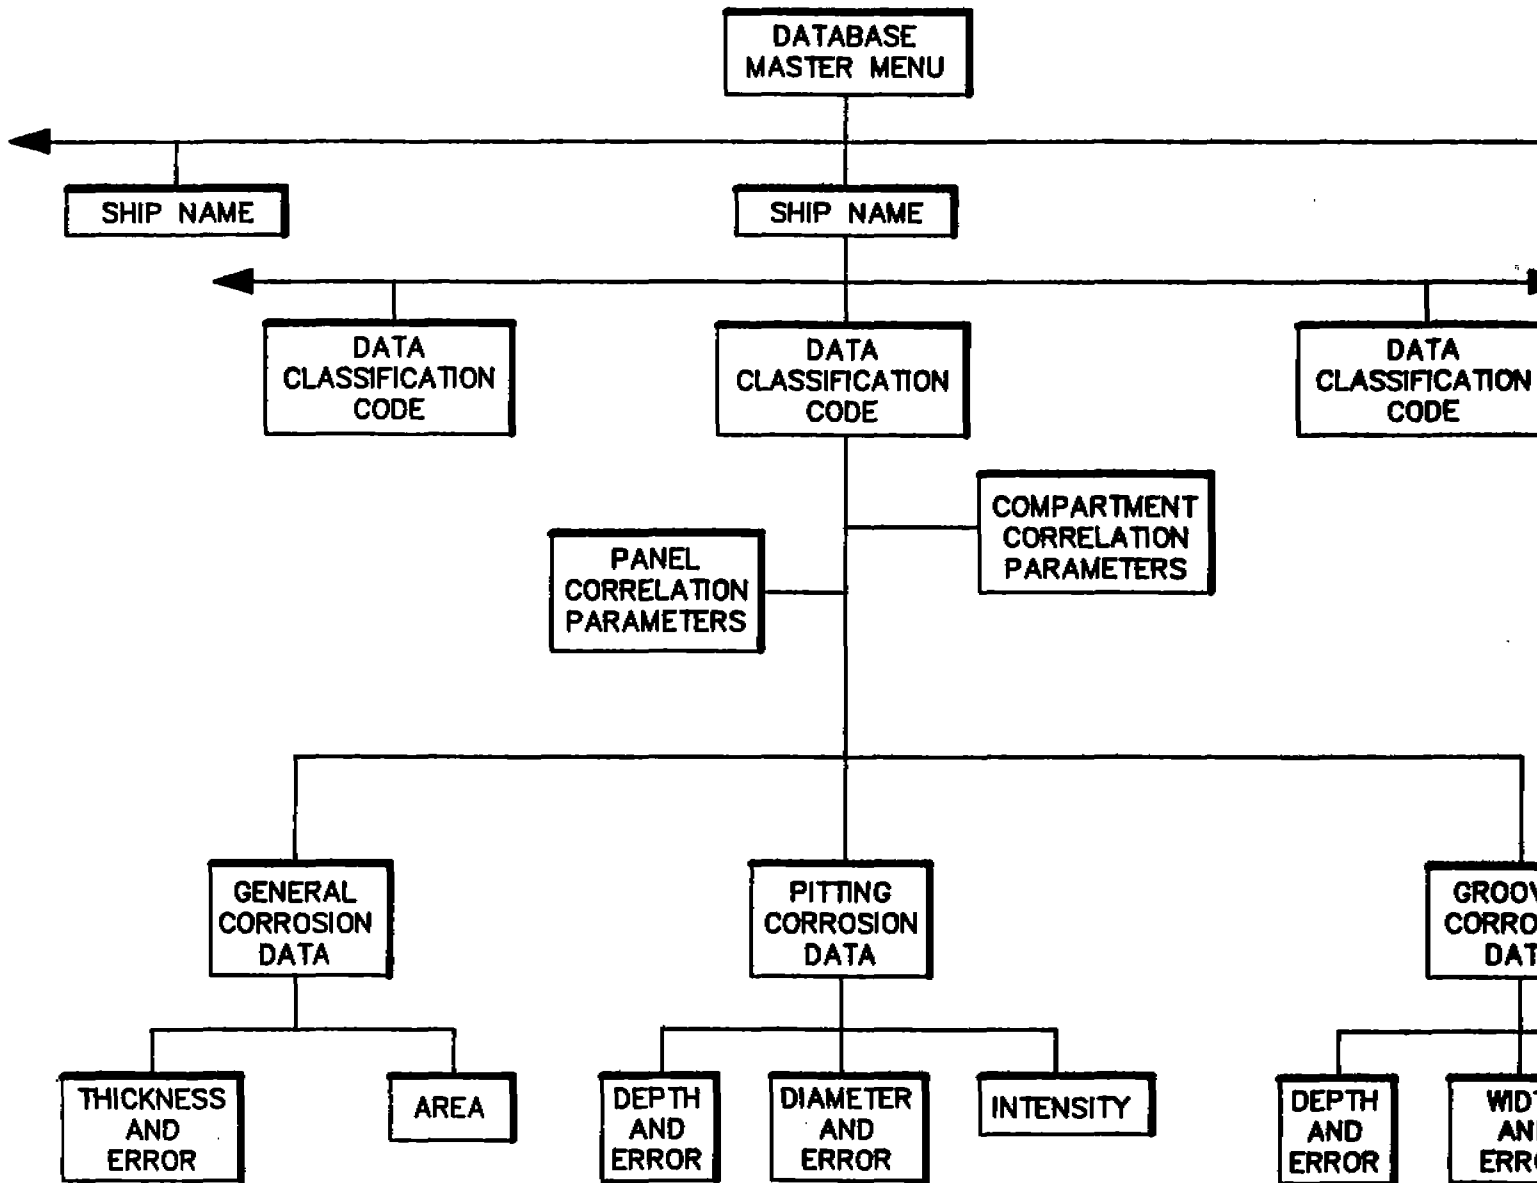 DATABASE
MASTER MENU
SHIP NAME
SHIP NAME
DATA
CLASSIFICATION
CODE
DATA
CLASSIFICATION
CODE
DATA
CLASSIFICATION
CODE
COMPARTMENT
CORRELATION
PARAMETERS
PANEL
CORRELATION
PARAMETERS
GENERAL
CORROSION
DATA
PITTING
CORROSION
DATA
THICKNESS
AND
ERROR
AREA
DEPTH
AND
ERROR
DIAMETER
AND
ERROR
INTENSITY
DEPTH
AND
ERROR